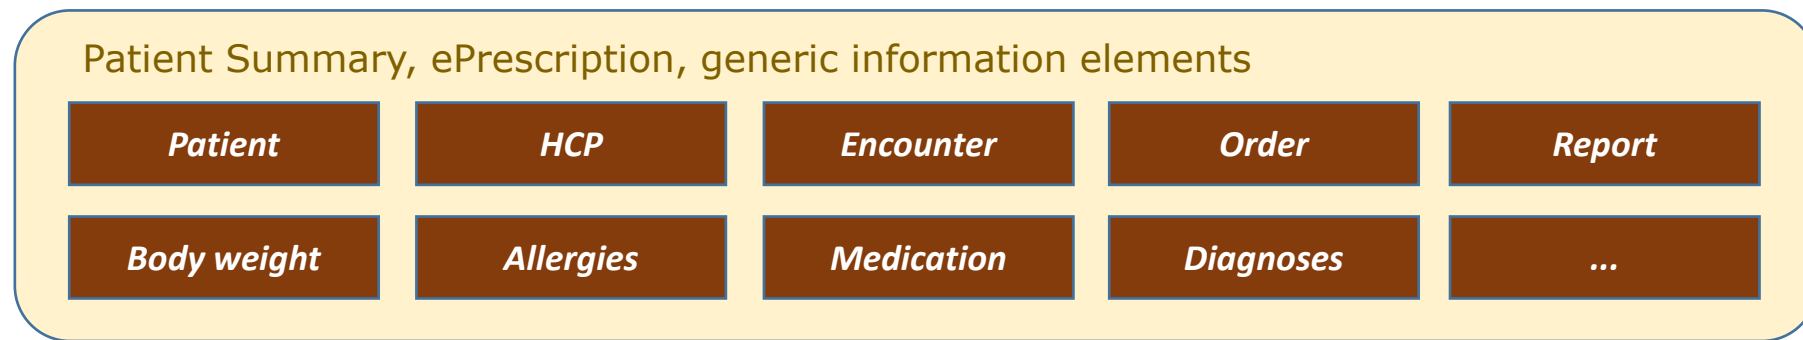 Patient Summary, ePrescription, generic information elements
Patient HCP Encounter Order Report
Body weight Allergies Medication Diagnoses ...